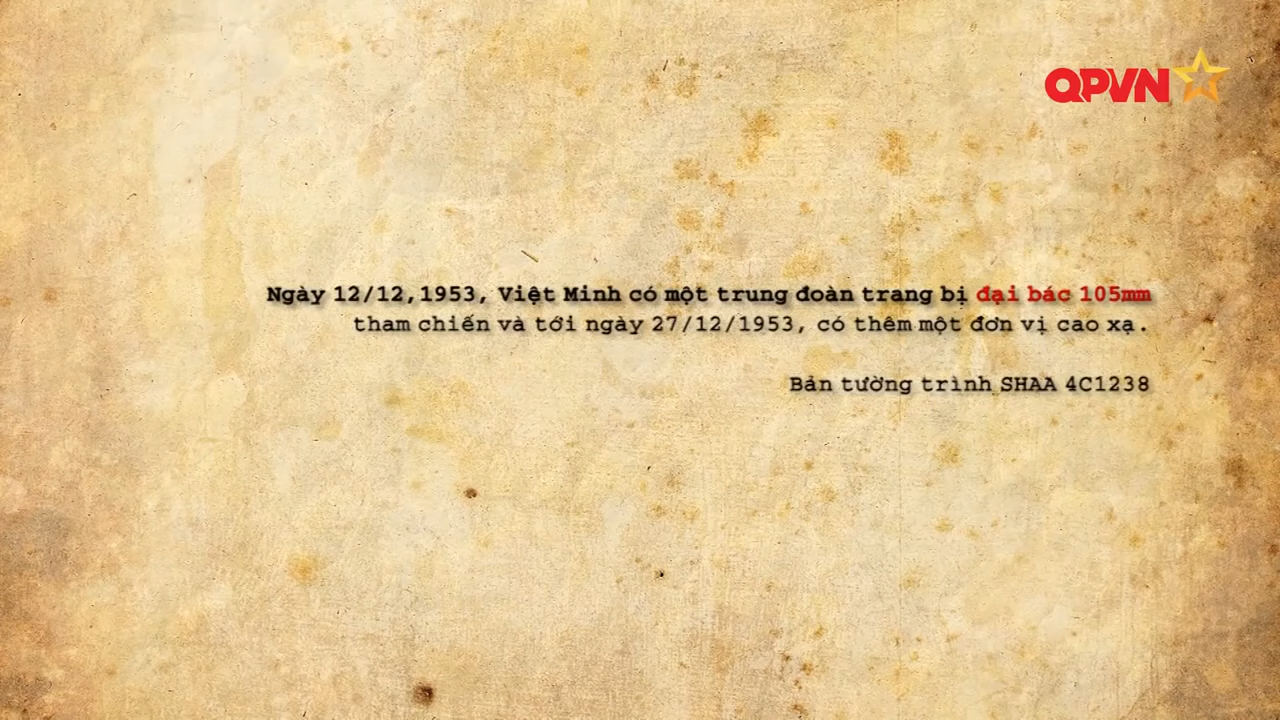 QPVN
Ngày 12/12,1953, Việt Minh có một trung đoàn trang bị đại bác 105mm
tham chiến và tới ngày 27/12/1953, có thêm một đơn vị cao xạ.
Bản tường trình SHAA 4C1238